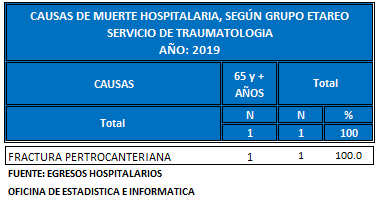 CAUSAS DE MUERTE HOSPITALARIA, SEGÚN GRUPO ETAREO
SERVICIO DE TRAUMATOLOGIA
AÑO: 2019
CAUSAS 65 y + AÑOS Total
Total N N %
1 1 100
FRACTURA PERTROCANTERIANA 1 1 100.0
FUENTE: EGRESOS HOSPITALARIOS
OFICINA DE ESTADISTICA E INFORMATICA